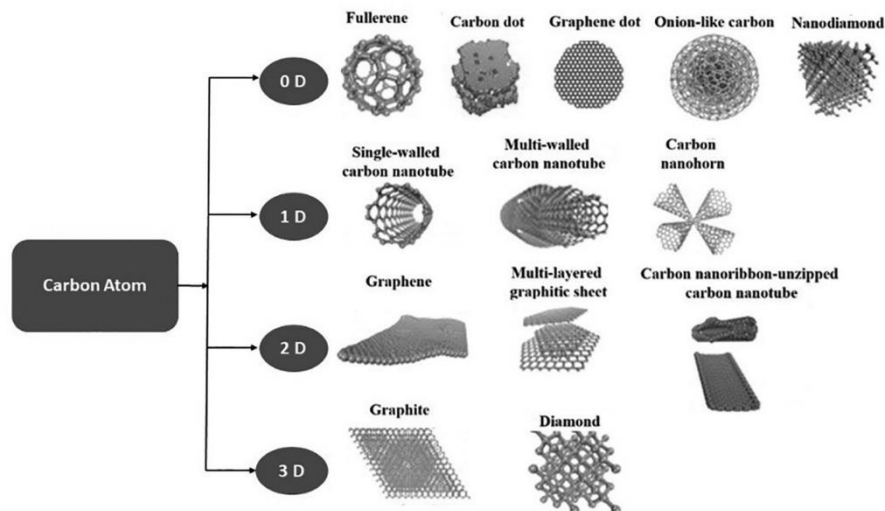 Fullerene
Carbon dot
Graphene dot
Onion-like carbon
Nanodiamond
0 D
Single-walled
carbon nanotube
Multi-walled
carbon nanotube
Carbon
nanohorn
1 D
Carbon Atom
Graphene
Multi-layered
graphitic sheet
Carbon nanoribbon-unzipped
carbon nanotube
2 D
Graphite
Diamond
3 D